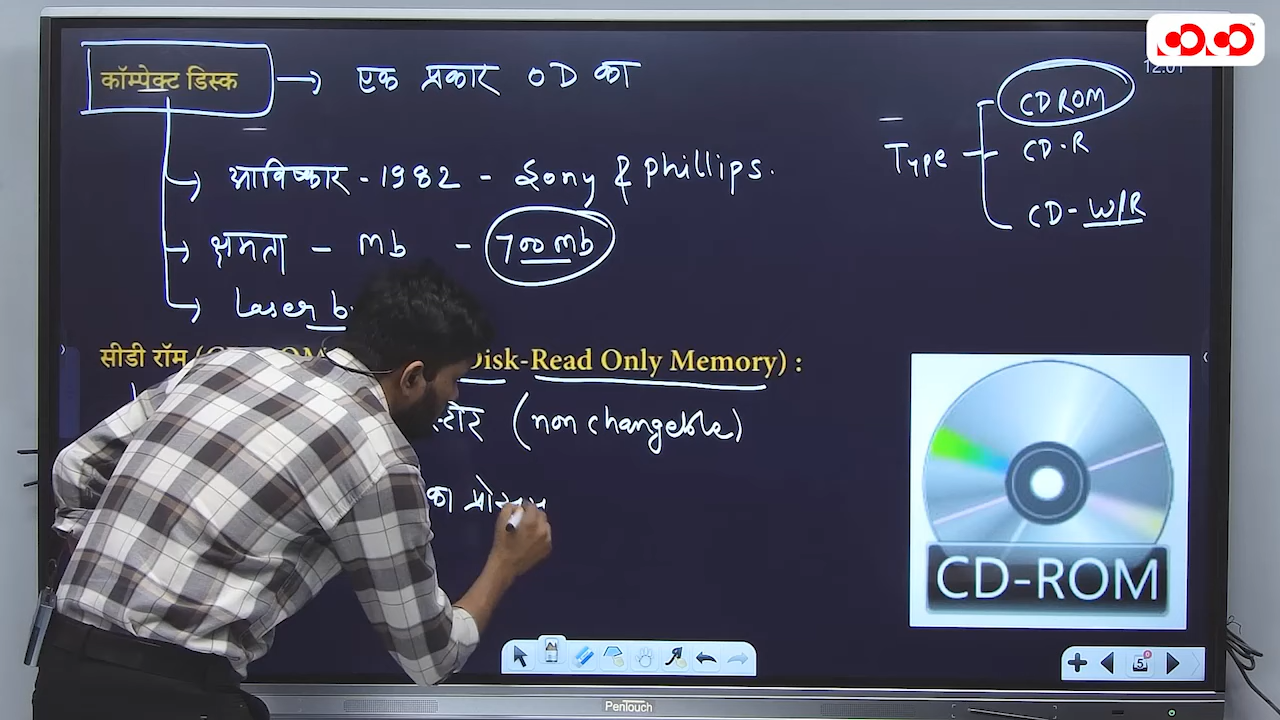 कॉम्पेक्ट डिस्क → एक प्रकार OD का
12:01
Type
CD ROM
CD-R
CD-W/R
आविष्कार - 1982 - Sony & Phillips.
क्षमता - mb - 700 mb
Laser b
सीडी रॉम Disk-Read Only Memory) :
स्टोर (non changeble)
का
CD-ROM
5
PenTouch